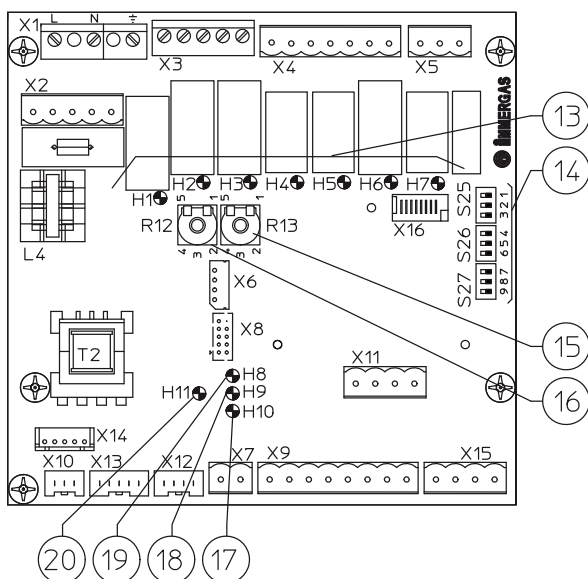 X1 L N
X3 X4 X5
X2
IMMERGAS
13
14
H1 H2 H3 H4 H5 H6 H7
S25 3 2 1
S26 6 5 4
S27 9 8 7
R12 5 1 4 3 2
R13 5 1 4 3 2
X16
L4
X6
X8
15
T2
H8
H9
H10
H11
X11
16
X14
X10 X13 X12 X7 X9 X15
20 19 18 17